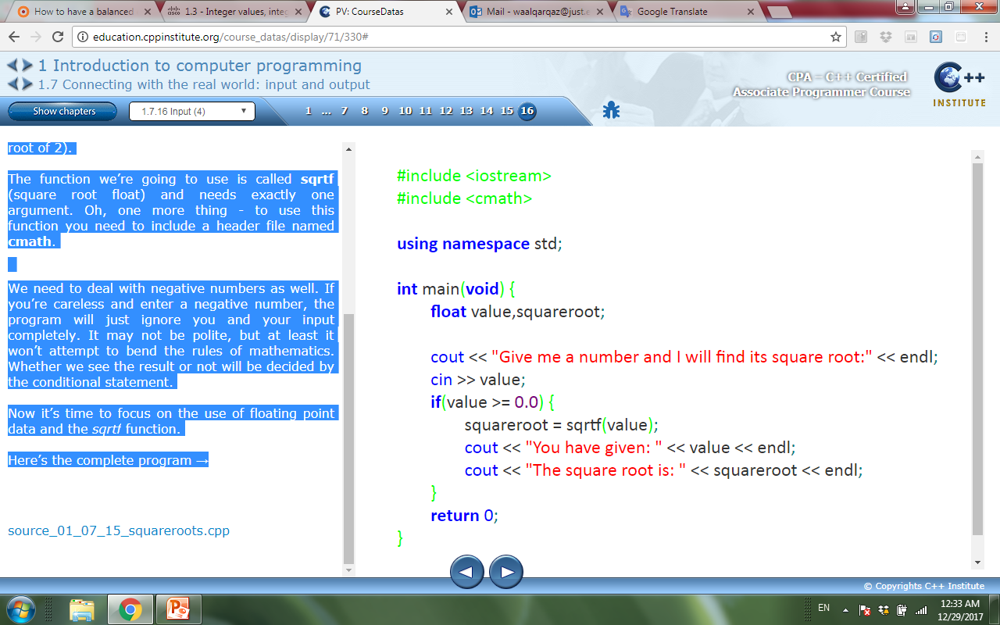 How to have a balanced
1.3 - Integer values, integ
PV: CourseDatas
Mail - waalqarqaz@just.e
Google Translate
education.cppinstitute.org/course_datas/display/71/330#
1 Introduction to computer programming
1.7 Connecting with the real world: input and output
CPA – C++ Certified
Associate Programmer Course
C++
INSTITUTE
Show chapters
1.7.16 Input (4)
1 ... 7 8 9 10 11 12 13 14 15 16
root of 2).
The function we’re going to use is called sqrtf
(square root float) and needs exactly one
argument. Oh, one more thing - to use this
function you need to include a header file named
cmath.
We need to deal with negative numbers as well. If
you’re careless and enter a negative number, the
program will just ignore you and your input
completely. It may not be polite, but at least it
won’t attempt to bend the rules of mathematics.
Whether we see the result or not will be decided by
the conditional statement.
Now it’s time to focus on the use of floating point
data and the sqrtf function.
Here’s the complete program →
source_01_07_15_squareroots.cpp
#include <iostream>
#include <cmath>
using namespace std;
int main(void) {
float value,squareroot;
cout << "Give me a number and I will find its square root:" << endl;
cin >> value;
if(value >= 0.0) {
squareroot = sqrtf(value);
cout << "You have given: " << value << endl;
cout << "The square root is: " << squareroot << endl;
}
return 0;
}
© Copyrights C++ Institute
EN
12:33 AM
12/29/2017